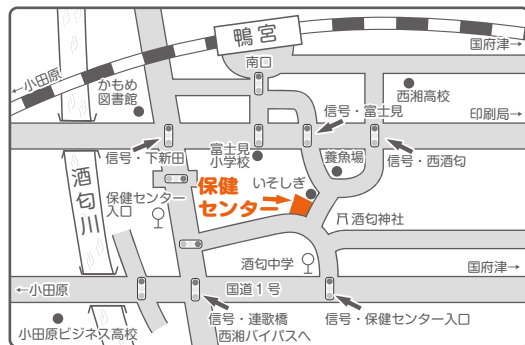 鴨宮
国府津→
←小田原
南口
かもめ
図書館
西湘高校
信号・富士見
印刷局→
信号・下新田
富士見
小学校
養魚場
信号・西酒匂
酒匂川
保健センター
入口
保健
センター
いそしぎ
酒匂神社
酒匂中学
国府津→
←小田原
国道1号
小田原ビジネス高校
信号・連歌橋
西湘バイパスへ
信号・保健センター入口